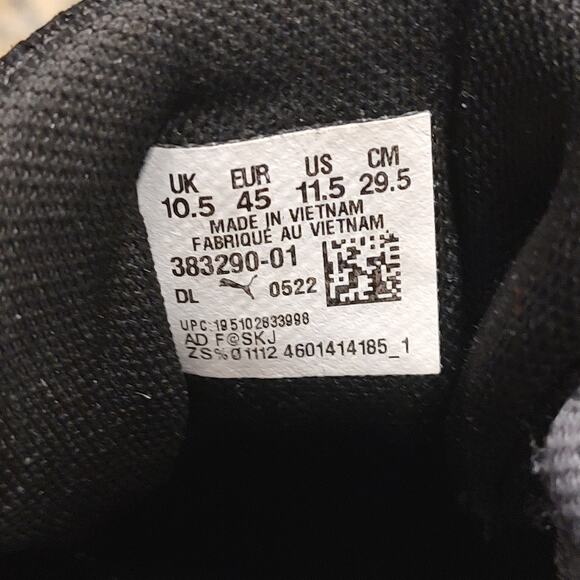 UK EUR US CM
10.5 45 11.5 29.5
MADE IN VIETNAM
FABRIQUÉ AU VIETNAM
383290-01
DL 0522
UPC:195102833998
AD F@SKJ
ZS%01112 4601414185_1